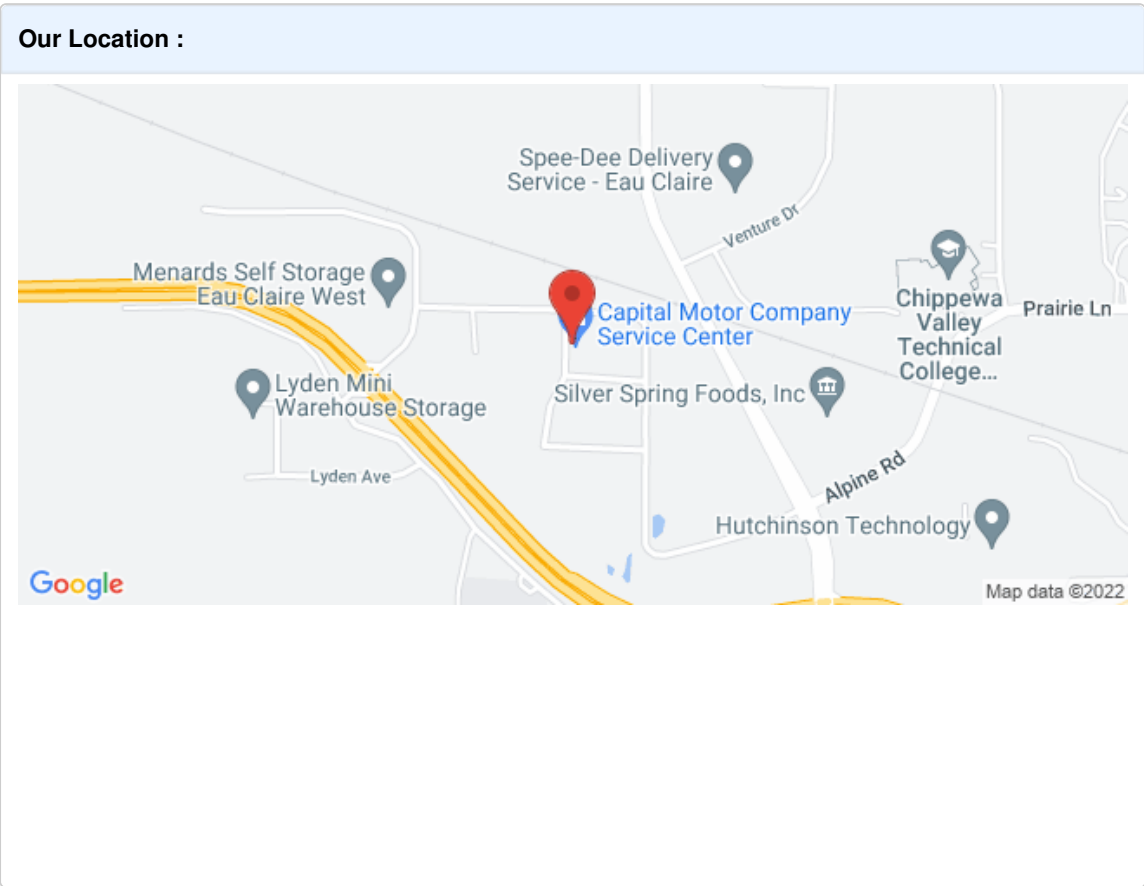 Our Location :
Spee-Dee Delivery
Service - Eau Claire
Venture Dr
Menards Self Storage
Eau Claire West
Capital Motor Company
Service Center
Chippewa
Valley
Technical
College...
Prairie Ln
Lyden Mini
Warehouse Storage
Silver Spring Foods, Inc
Lyden Ave
Alpine Rd
Hutchinson Technology
Google
Map data ©2022